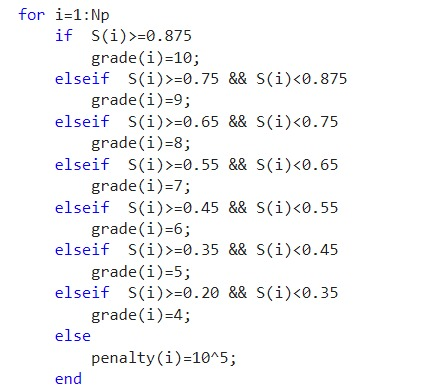 for i=1:Np
if S(i)>=0.875
grade(i)=10;
elseif S(i)>=0.75 && S(i)<0.875
grade(i)=9;
elseif S(i)>=0.65 && S(i)<0.75
grade(i)=8;
elseif S(i)>=0.55 && S(i)<0.65
grade(i)=7;
elseif S(i)>=0.45 && S(i)<0.55
grade(i)=6;
elseif S(i)>=0.35 && S(i)<0.45
grade(i)=5;
elseif S(i)>=0.20 && S(i)<0.35
grade(i)=4;
else
penalty(i)=10^5;
end